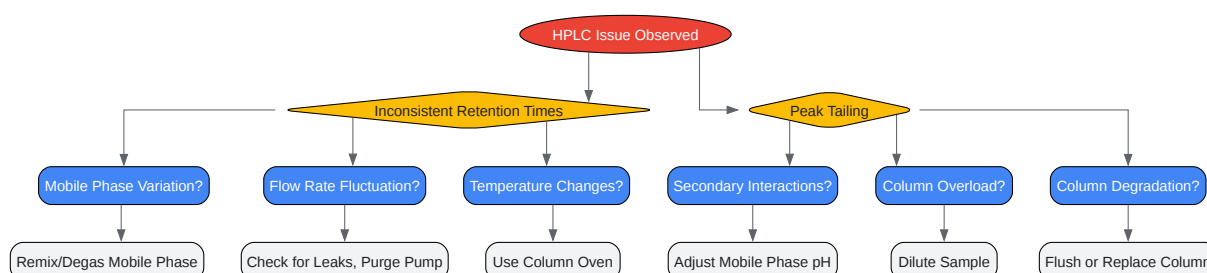 HPLC Issue Observed
Inconsistent Retention Times
Peak Tailing
Mobile Phase Variation?
Flow Rate Fluctuation?
Temperature Changes?
Secondary Interactions?
Column Overload?
Column Degradation?
Remix/Degas Mobile Phase
Check for Leaks, Purge Pump
Use Column Oven
Adjust Mobile Phase pH
Dilute Sample
Flush or Replace Column